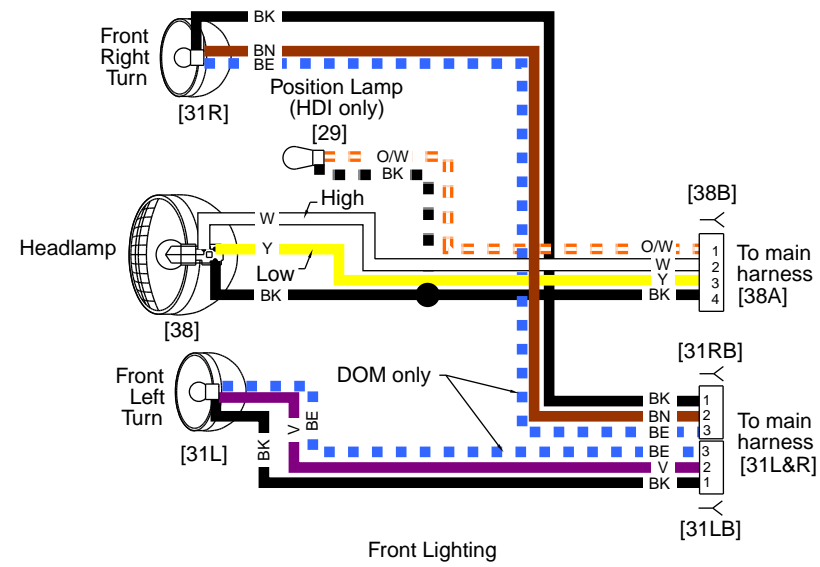 BK
Front
Right
Turn
BN
BE
[31R]
Position Lamp
(HDI only)
[29]
O/W
BK
[38B]
High
W
Headlamp
Y
Low
BK
[38]
O/W 1
W 2
Y 3
BK 4
To main
harness
[38A]
[31RB]
Front
Left
Turn
DOM only
BE
V
BK
[31L]
BK 1
BN 2
BE 3
BE 3
V 2
BK 1
To main
harness
[31L&R]
[31LB]
Front Lighting